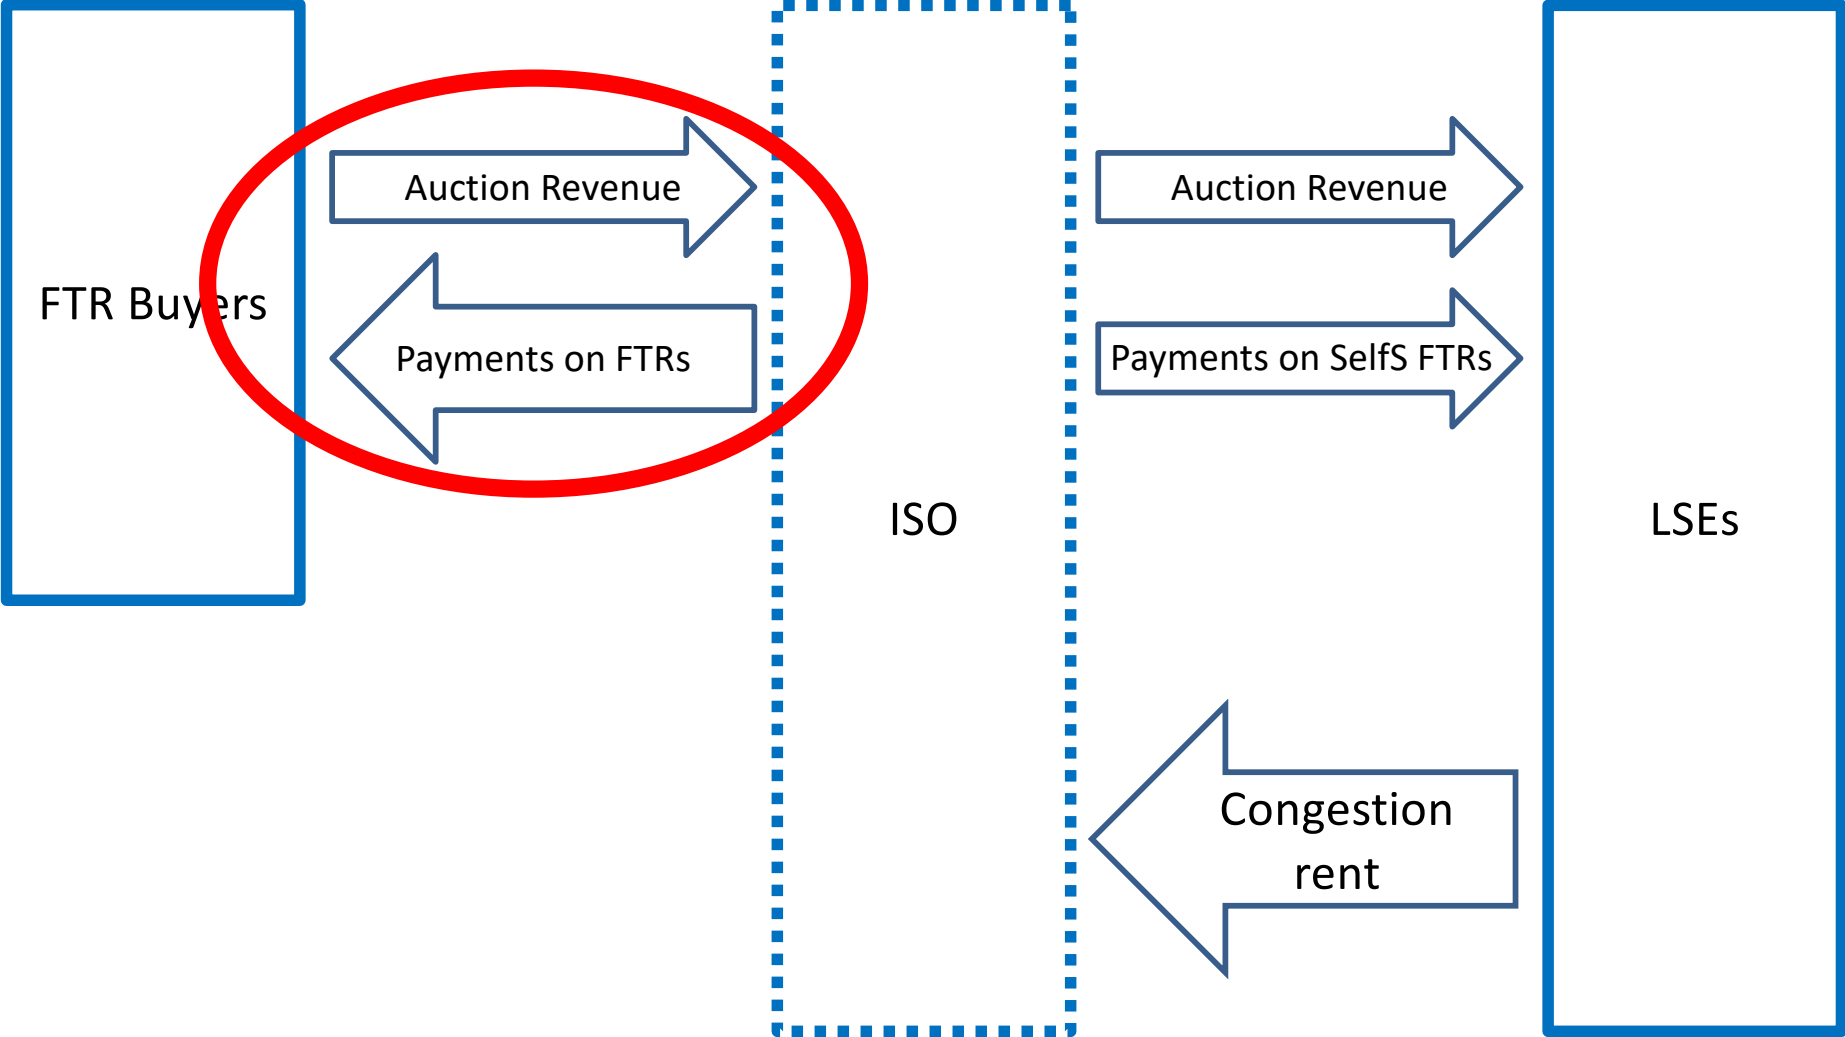 FTR Buyers
Auction Revenue
Payments on FTRs
ISO
Auction Revenue
Payments on SelfS FTRs
Congestion
rent
LSEs